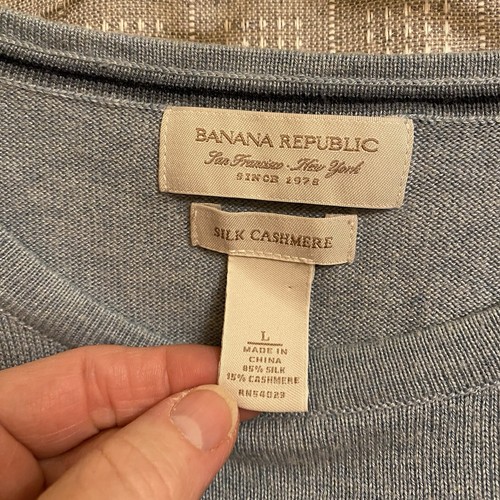 BANANA REPUBLIC
San Francisco - New York
SINCE 1978
SILK CASHMERE
L
MADE IN
CHINA
85% SILK
15% CASHMERE
RN54023